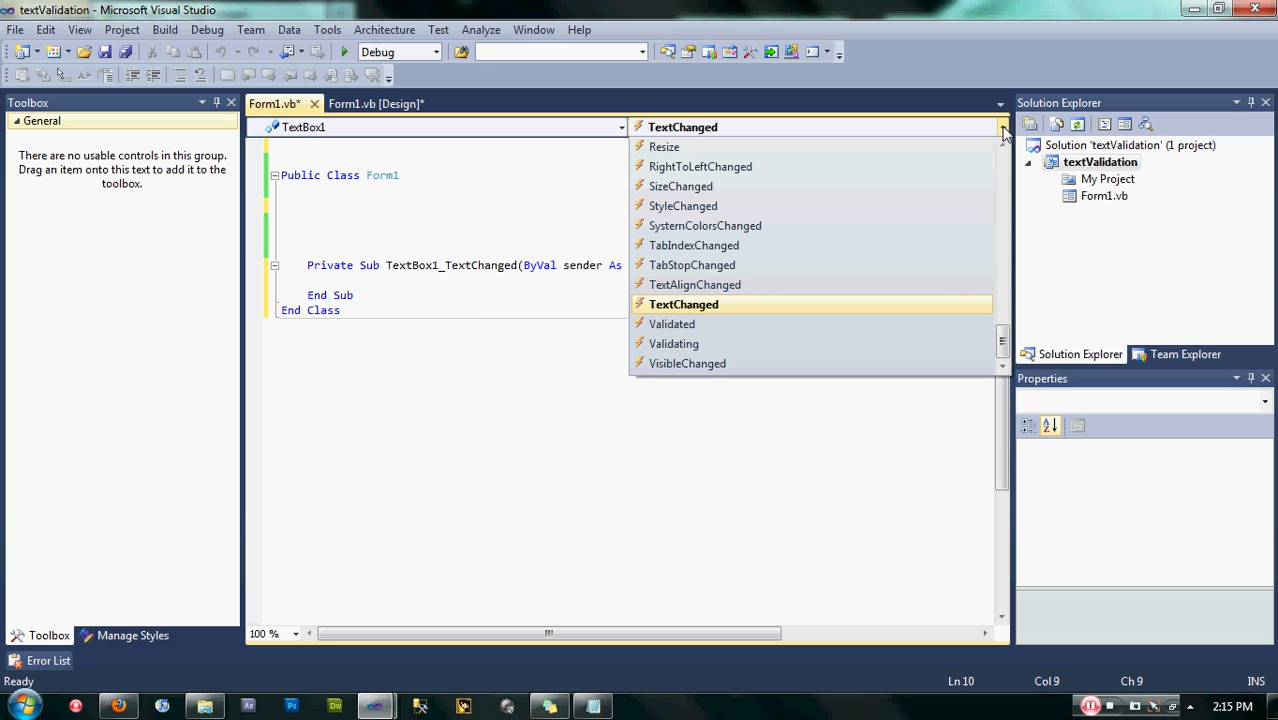 textValidation - Microsoft Visual Studio
File Edit View Project Build Debug Team Data Tools Architecture Test Analyze Window Help
Debug
Toolbox
Form1.vb*
Form1.vb [Design]*
Solution Explorer
General
TextBox1
TextChanged
There are no usable controls in this group.
Drag an item onto this text to add it to the
toolbox.
Public Class Form1
Private Sub TextBox1_TextChanged(ByVal sender As
End Sub
End Class
Resize
RightToLeftChanged
SizeChanged
StyleChanged
SystemColorsChanged
TabIndexChanged
TabStopChanged
TextAlignChanged
TextChanged
Validated
Validating
VisibleChanged
Solution 'textValidation' (1 project)
textValidation
My Project
Form1.vb
Solution Explorer
Team Explorer
Properties
Toolbox
Manage Styles
100 %
Error List
Ready
Ln 10
Col 9
Ch 9
INS
Ae
Ps
Dw
2:15 PM